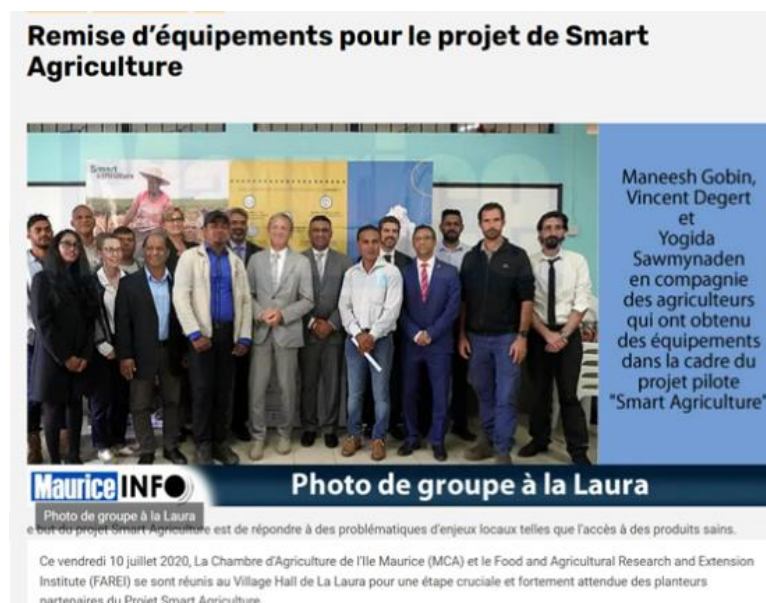 Remise d'équipements pour le projet de Smart
Agriculture
Smart
Maneesh Gobin,
Vincent Degert
et
Yogida
Sawmynaden
en compagnie
des agriculteurs
qui ont obtenu
des équipements
dans la cadre du
projet pilote
"Smart Agriculture"
Maurice INFO
Photo de groupe à la Laura
Photo de groupe à la Laura
e but du projet Smart Agriculture est de répondre à des problématiques d'enjeux locaux telles que l'accès à des produits sains.
Ce vendredi 10 juillet 2020, La Chambre d'Agriculture de l'Ile Maurice (MCA) et le Food and Agricultural Research and Extension
Institute (FAREI) se sont réunis au Village Hall de La Laura pour une étape cruciale et fortement attendue des planteurs
partenaires du Projet Smart Agriculture